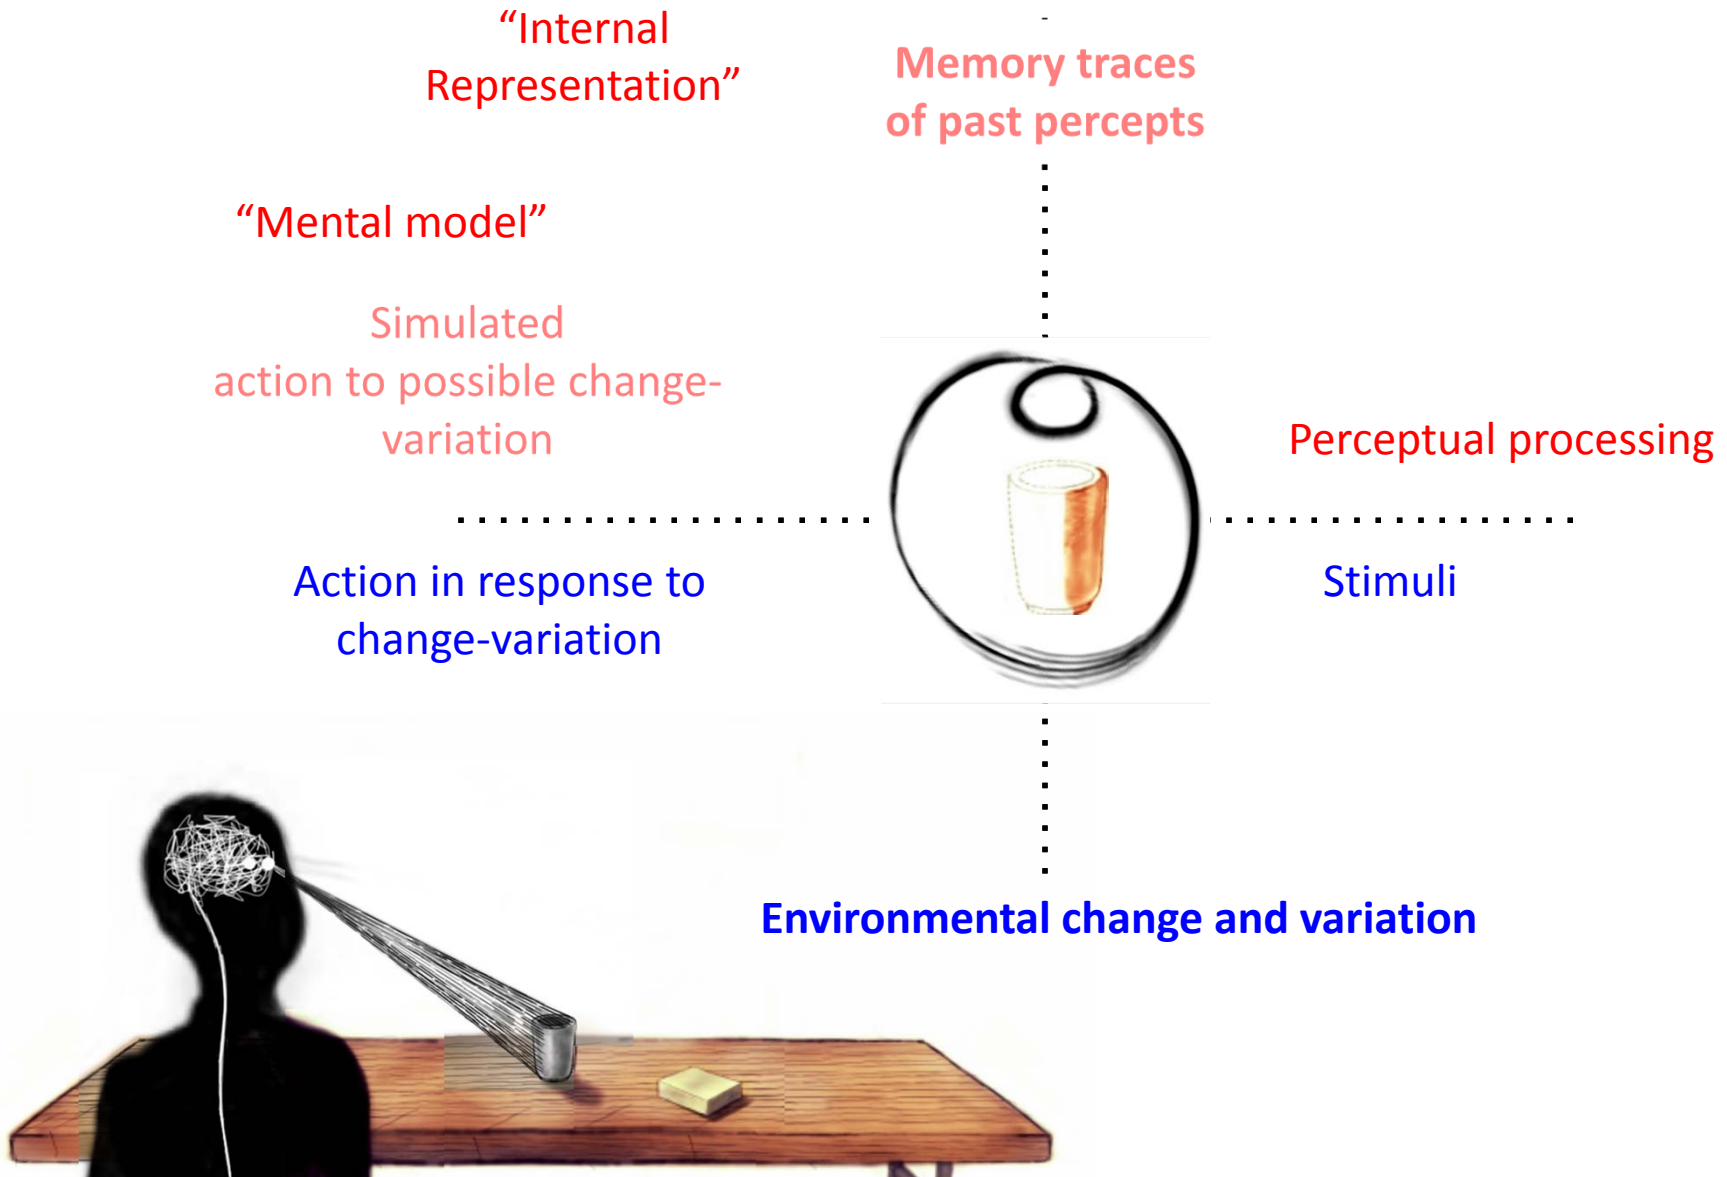 “Internal
Representation”
Memory traces
of past percepts
“Mental model”
Simulated
action to possible change-
variation
Perceptual processing
Action in response to
change-variation
Stimuli
Environmental change and variation